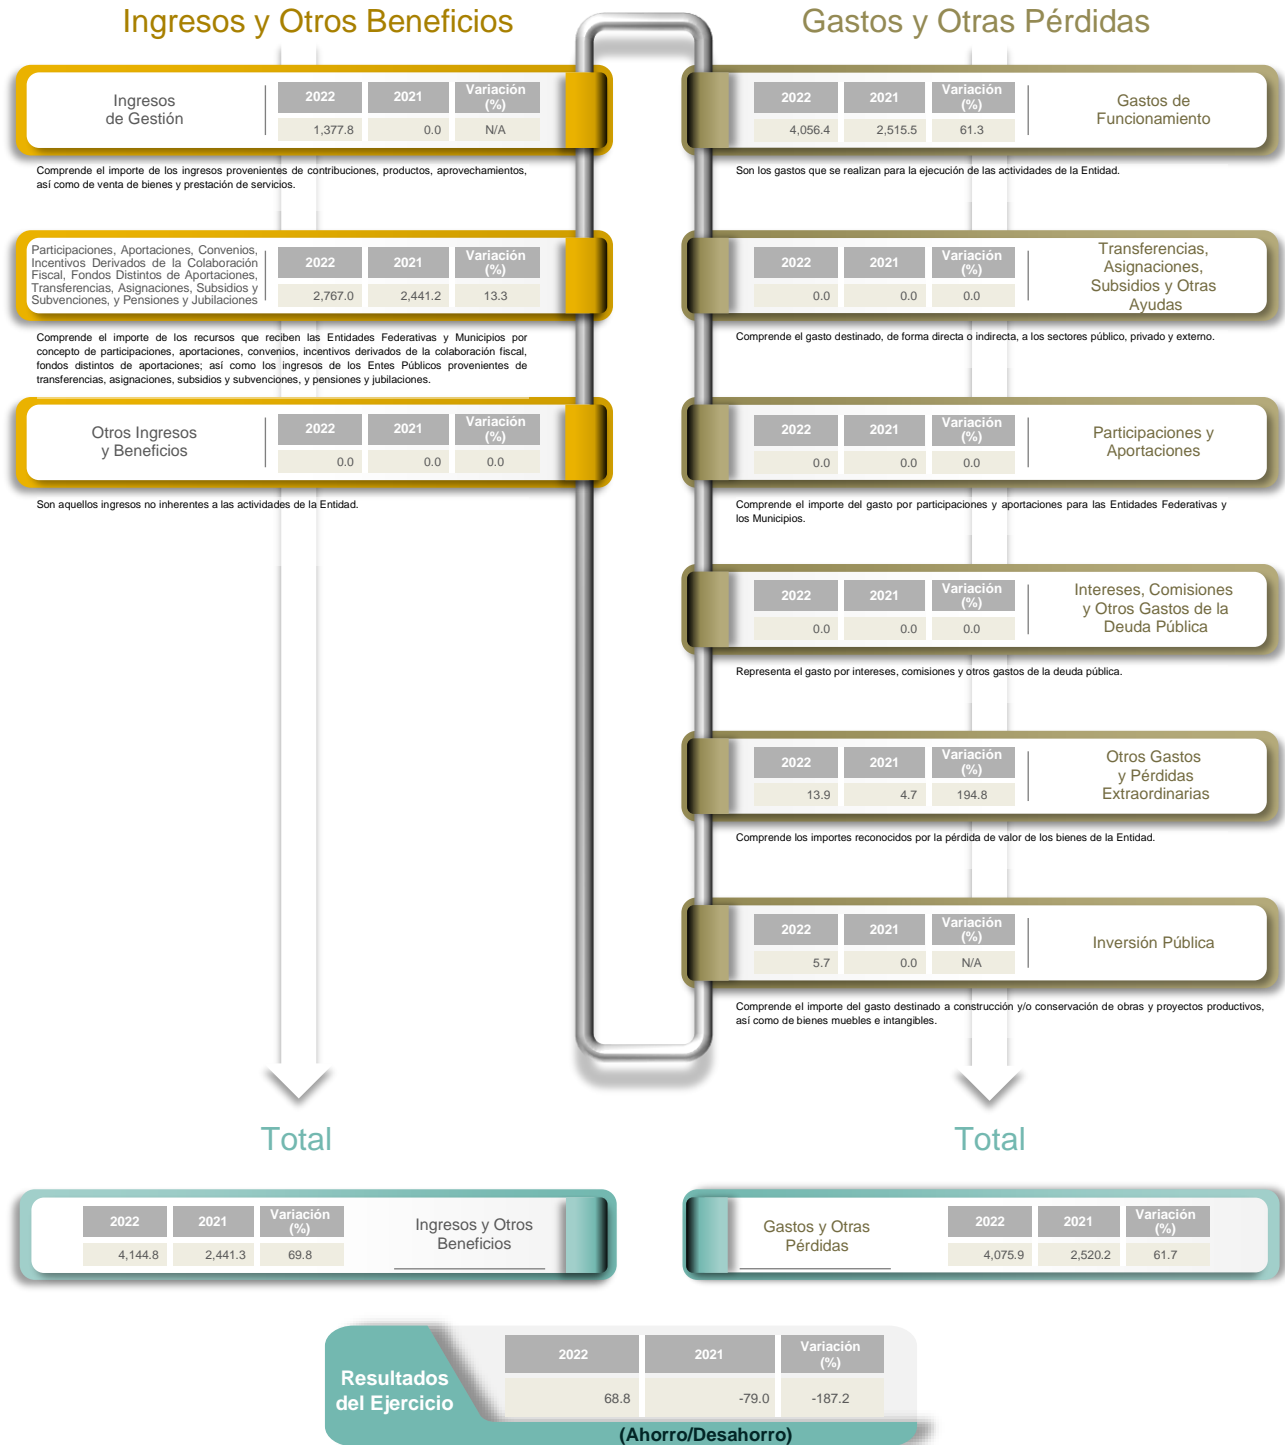 Ingresos y Otros Beneficios
Ingresos
de Gestión
2022 2021 Variación
(%)
1,377.8 0.0 N/A
Comprende el importe de los ingresos provenientes de contribuciones, productos, aprovechamientos,
así como de venta de bienes y prestación de servicios.
Participaciones, Aportaciones, Convenios,
Incentivos Derivados de la Colaboración
Fiscal, Fondos Distintos de Aportaciones,
Transferencias, Asignaciones, Subsidios y
Subvenciones, y Pensiones y Jubilaciones
2022 2021 Variación
(%)
2,767.0 2,441.2 13.3
Comprende el importe de los recursos que reciben las Entidades Federativas y Municipios por
concepto de participaciones, aportaciones, convenios, incentivos derivados de la colaboración fiscal,
fondos distintos de aportaciones; así como los ingresos de los Entes Públicos provenientes de
transferencias, asignaciones, subsidios y subvenciones, y pensiones y jubilaciones.
Otros Ingresos
y Beneficios
2022 2021 Variación
(%)
0.0 0.0 0.0
Son aquellos ingresos no inherentes a las actividades de la Entidad.
Gastos y Otras Pérdidas
2022 2021 Variación
(%)
4,056.4 2,515.5 61.3
Gastos de
Funcionamiento
Son los gastos que se realizan para la ejecución de las actividades de la Entidad.
2022 2021 Variación
(%)
0.0 0.0 0.0
Transferencias,
Asignaciones,
Subsidios y Otras
Ayudas
Comprende el gasto destinado, de forma directa o indirecta, a los sectores público, privado y externo.
2022 2021 Variación
(%)
0.0 0.0 0.0
Participaciones y
Aportaciones
Comprende el importe del gasto por participaciones y aportaciones para las Entidades Federativas y
los Municipios.
2022 2021 Variación
(%)
0.0 0.0 0.0
Intereses, Comisiones
y Otros Gastos de la
Deuda Pública
Representa el gasto por intereses, comisiones y otros gastos de la deuda pública.
2022 2021 Variación
(%)
13.9 4.7 194.8
Otros Gastos
y Pérdidas
Extraordinarias
Comprende los importes reconocidos por la pérdida de valor de los bienes de la Entidad.
2022 2021 Variación
(%)
5.7 0.0 N/A
Inversión Pública
Comprende el importe del gasto destinado a construcción y/o conservación de obras y proyectos productivos,
así como de bienes muebles e intangibles.
Total
2022 2021 Variación
(%)
4,144.8 2,441.3 69.8
Ingresos y Otros
Beneficios
Total
Gastos y Otras
Pérdidas
2022 2021 Variación
(%)
4,075.9 2,520.2 61.7
Resultados
del Ejercicio
2022 2021 Variación
(%)
68.8 -79.0 -187.2
(Ahorro/Desahorro)